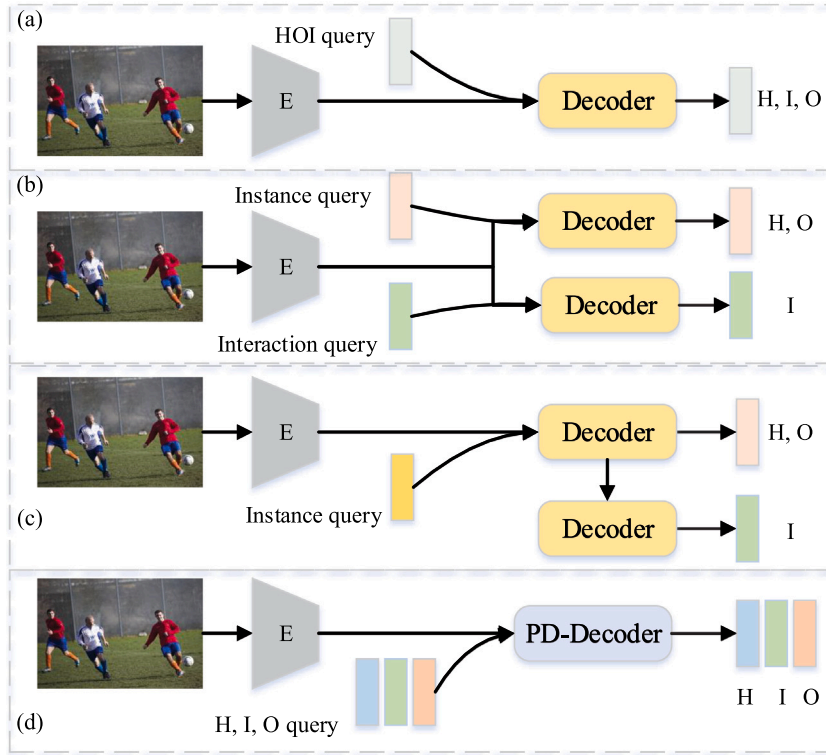 (a)
HOI query
E
Decoder
H, I, O
(b)
Instance query
E
Decoder
H, O
Decoder
I
Interaction query
E
Decoder
H, O
Instance query
Decoder
I
(c)
E
PD-Decoder
H I O
H, I, O query
(d)